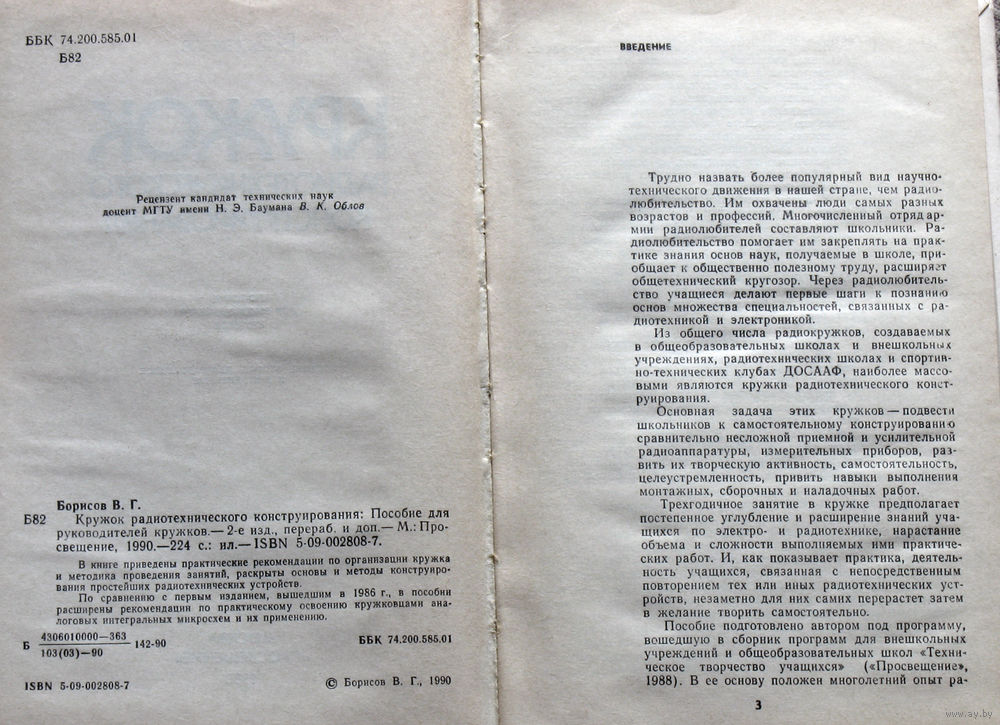 ББК 74.200.585.01
Б82
Рецензент кандидат технических наук
доцент МГТУ имени Н. Э. Баумана В. К. Облов
Борисов В. Г.
Б82 Кружок радиотехнического конструирования: Пособие для
руководителей кружков.— 2-е изд., перераб. и доп.— М.: Про-
свещение, 1990.—224 с.: ил.— ISBN 5-09-002808-7.
В книге приведены практические рекомендации по организации кружка
и методика проведения занятий, раскрыты основы и методы конструиро-
вания простейших радиотехнических устройств.
По сравнению с первым изданием, вышедшим в 1986 г., в пособии
расширены рекомендации по практическому освоению кружковцами ана-
логовых интегральных микросхем и их применению.
Б 4306010000—363
103(03)—90 142-90 ББК 74.200.585.01
ISBN 5-09-002808-7 © Борисов В. Г., 1990
ВВЕДЕНИЕ
Трудно назвать более популярный вид научно-
технического движения в нашей стране, чем радио-
любительство. Им охвачены люди самых разных
возрастов и профессий. Многочисленный отряд ар-
мии радиолюбителей составляют школьники. Ра-
диолюбительство помогает им закреплять на прак-
тике знания основ наук, получаемые в школе, при-
общает к общественно полезному труду, расширяет
общетехнический кругозор. Через радиолюбитель-
ство учащиеся делают первые шаги к познанию
основ множества специальностей, связанных с ра-
диотехникой и электроникой.
Из общего числа радиокружков, создаваемых
в общеобразовательных школах и внешкольных
учреждениях, радиотехнических школах и спортив-
но-технических клубах ДОСААФ, наиболее массо-
выми являются кружки радиотехнического конст-
руирования.
Основная задача этих кружков — подвести
школьников к самостоятельному конструированию
сравнительно несложной приемной и усилительной
радиоаппаратуры, измерительных приборов, раз-
вить их творческую активность, самостоятельность,
целеустремленность, привить навыки выполнения
монтажных, сборочных и наладочных работ.
Трехгодичное занятие в кружке предполагает
постепенное углубление и расширение знаний уча-
щихся по электро- и радиотехнике, нарастание
объема и сложности выполняемых ими практиче-
ских работ. И, как показывает практика, деятель-
ность учащихся, связанная с непосредственным
повторением тех или иных радиотехнических уст-
ройств, незаметно для них самих перерастет затем
в желание творить самостоятельно.
Пособие подготовлено автором под программу,
вошедшую в сборник программ для внешкольных
учреждений и общеобразовательных школ «Техни-
ческое творчество учащихся» («Просвещение»,
1988). В ее основу положен многолетний опыт ра-
3
www.ay.by